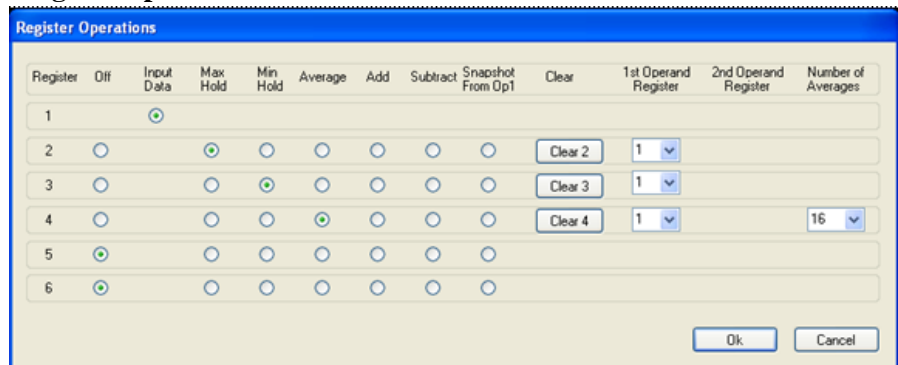 Register Operations
Register Off Input Data Max Hold Min Hold Average Add Subtract Snapshot From Op1 Clear 1st Operand Register 2nd Operand Register Number of Averages
1
2 Clear 2 1
3 Clear 3 1
4 Clear 4 1 16
5
6
Ok Cancel